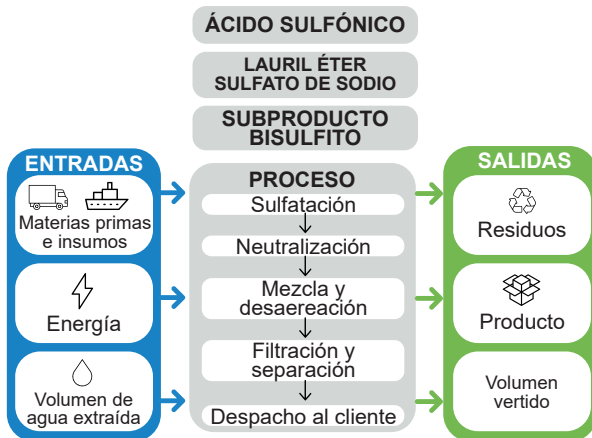 ÁCIDO SULFÓNICO
LAURIL ÉTER
SULFATO DE SODIO
SUBPRODUCTO
BISULFITO
ENTRADAS
Materias primas
e insumos
Energía
Volumen de
agua extraída
PROCESO
Sulfatación
Neutralización
Mezcla y
desaereación
Filtración y
separación
Despacho al cliente
SALIDAS
Residuos
Producto
Volumen
vertido